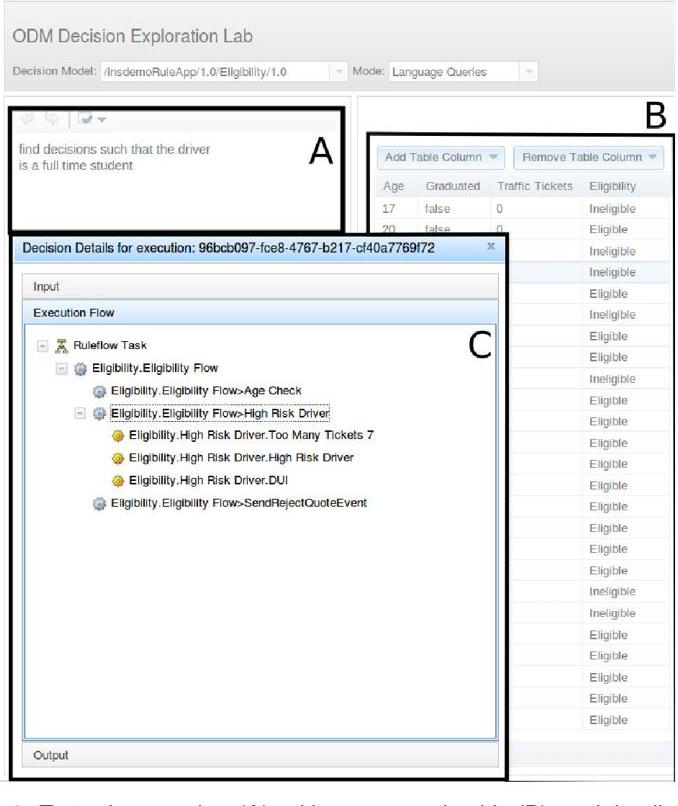 ODM Decision Exploration Lab
Decision Model: /InsdemoRuleApp/1.0/Eligibility/1.0 Mode: Language Queries
A
find decisions such that the driver
is a full time student
B
Add Table Column Remove Table Column
Age Graduated Traffic Tickets Eligibility
17 false 0 Ineligible
20 false 0 Eligible
Ineligible
Ineligible
Eligible
Ineligible
Eligible
Eligible
Ineligible
Eligible
Eligible
Eligible
Eligible
Eligible
Eligible
Eligible
Eligible
Eligible
Ineligible
Ineligible
Eligible
Eligible
Eligible
Eligible
Eligible
Decision Details for execution: 96bcb097-fce8-4767-b217-cf40a7769f72 x
Input
Execution Flow
C
Ruleflow Task
Eligibility.Eligibility Flow
Eligibility.Eligibility Flow>Age Check
Eligibility.Eligibility Flow>High Risk Driver
Eligibility.High Risk Driver.Too Many Tickets 7
Eligibility.High Risk Driver.High Risk Driver
Eligibility.High Risk Driver.DUI
Eligibility.Eligibility Flow>SendRejectQuoteEvent
Output